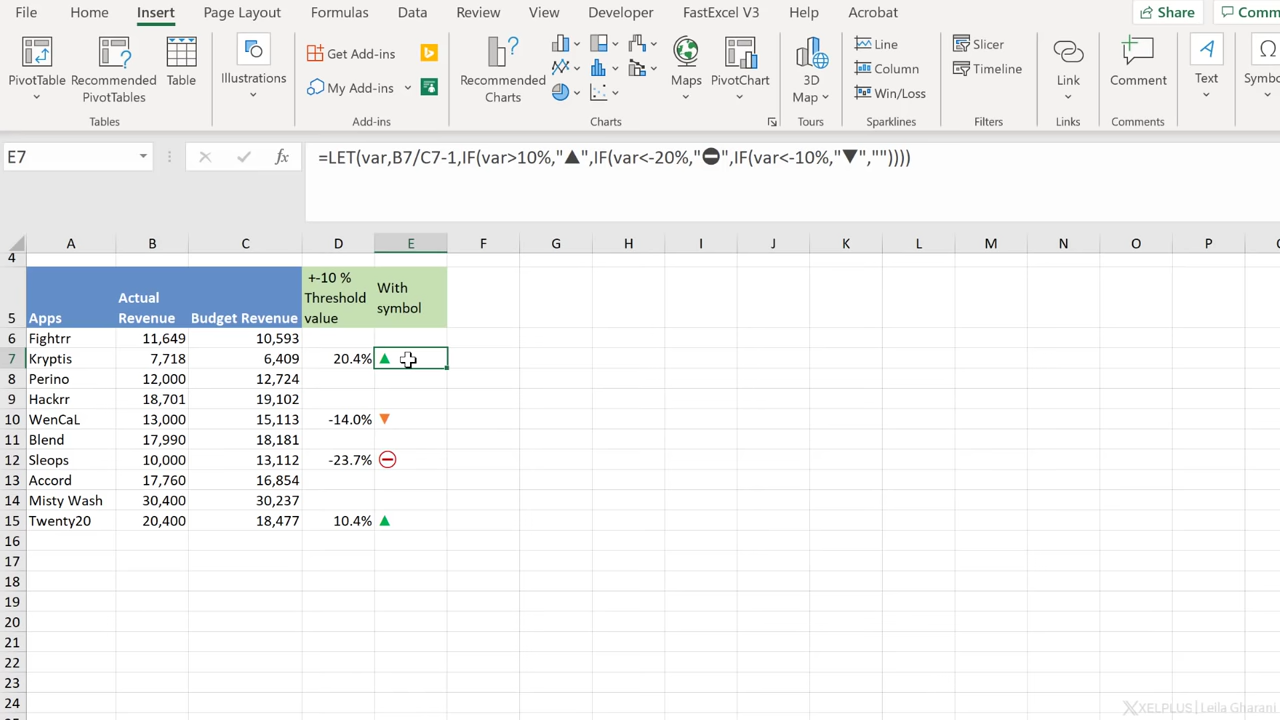 File Home Insert Page Layout Formulas Data Review View Developer FastExcel V3 Help Acrobat Share Comm
PivotTable Recommended PivotTables Table
Tables
Illustrations
Get Add-ins
My Add-ins
Add-ins
Recommended Charts
Maps PivotChart
Charts
3D Map
Tours
Line
Column
Win/Loss
Sparklines
Slicer
Timeline
Filters
Link
Links
Comment
Comments
Text
Symbo
E7 fx =LET(var,B7/C7-1,IF(var>10%,"▲",IF(var<-20%,"⛔",IF(var<-10%,"▼",""))))
A B C D E F G H I J K L M N O P
4
5 Apps Actual Revenue Budget Revenue +-10 % Threshold value With symbol
6 Fightrr 11,649 10,593
7 Kryptis 7,718 6,409 20.4% ▲
8 Perino 12,000 12,724
9 Hackrr 18,701 19,102
10 WenCaL 13,000 15,113 -14.0% ▼
11 Blend 17,990 18,181
12 Sleops 10,000 13,112 -23.7% ⛔
13 Accord 17,760 16,854
14 Misty Wash 30,400 30,237
15 Twenty20 20,400 18,477 10.4% ▲
16
17
18
19
20
21
22
23
24
XELPLUS | Leila Gharani